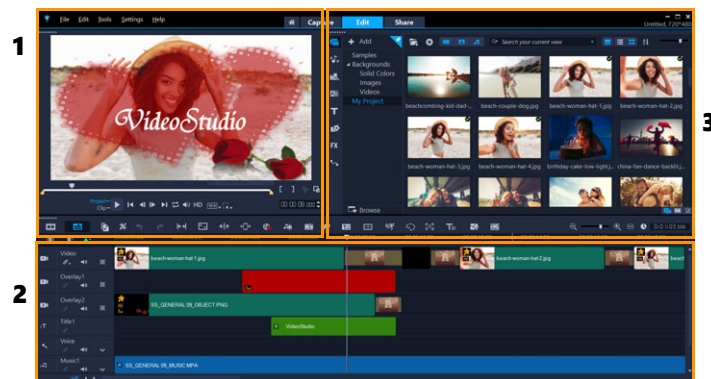 1
File Edit Tools Settings Help
Capture Edit Share
Untitled, 720*480
Add
Search your current view
Samples
Backgrounds
Solid Colors
Images
Videos
My Project
Browse
T
FX
beachcombing-kid-dad-...
beach-couple-dog.jpg
beach-woman-hat-1.jpg
beach-woman-hat-2.jpg
beach-woman-hat-3.jpg
beach-woman-hat-4.jpg
birthday-cake-low-light.j...
china-fan-dance-backlit.j...
3
VideoStudio
Project
Clip
HD
2
Video
beach-woman-hat-1.jpg
beach-woman-hat-2.jpg
Overlay1
Overlay2
SS_GENERAL 09_OBJECT.PNG
Title1
VideoStudio
Voice
Music1
SS_GENERAL 09_MUSIC.MPA